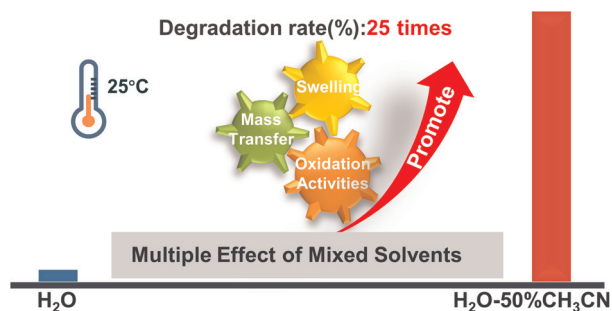 Degradation rate(%):25 times
25°C
Swelling
Mass
Transfer
Oxidation
Activities
Promote
Multiple Effect of Mixed Solvents
H₂O
H₂O-50%CH₃CN